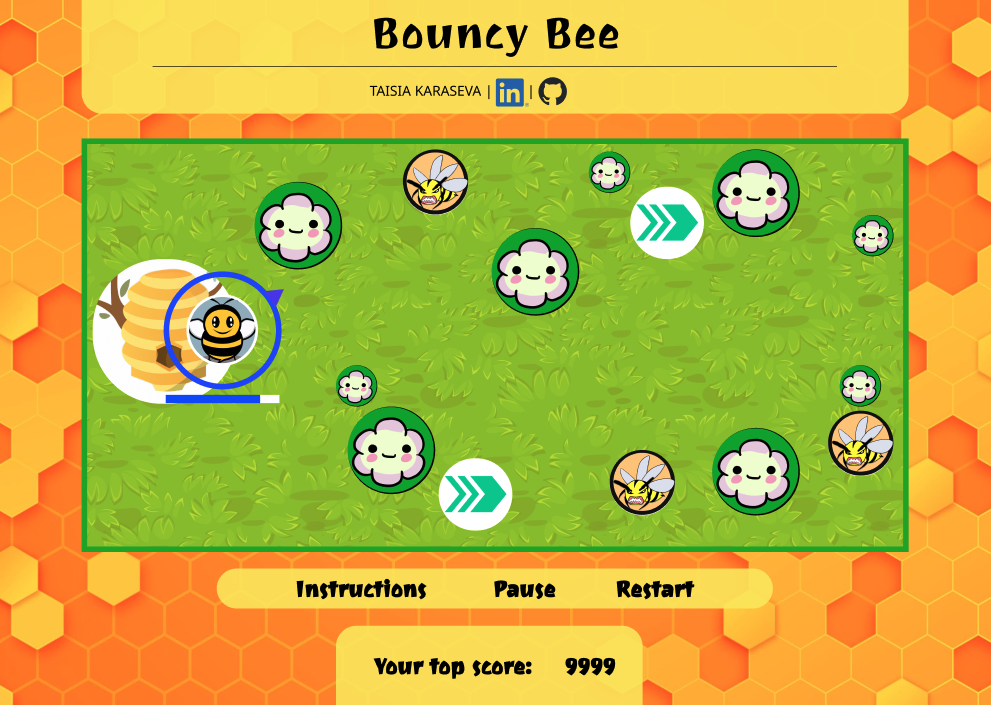 Bouncy Bee
TAISIA KARASEVA | in |
Instructions Pause Restart
Your top score: 9999